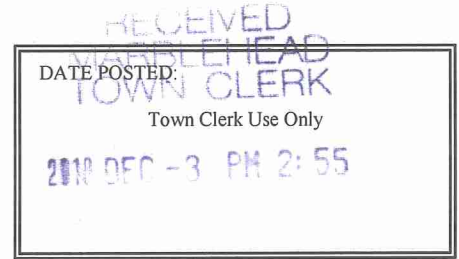 RECEIVED
MARBLEHEAD
TOWN CLERK
DATE POSTED:
Town Clerk Use Only
2018 DEC -3 PM 2:55